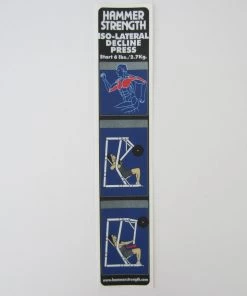 HAMMER
STRENGTH
ISO-LATERAL
DECLINE
PRESS
Start 6 lbs./2.7Kg.
www.hammerstrength.com